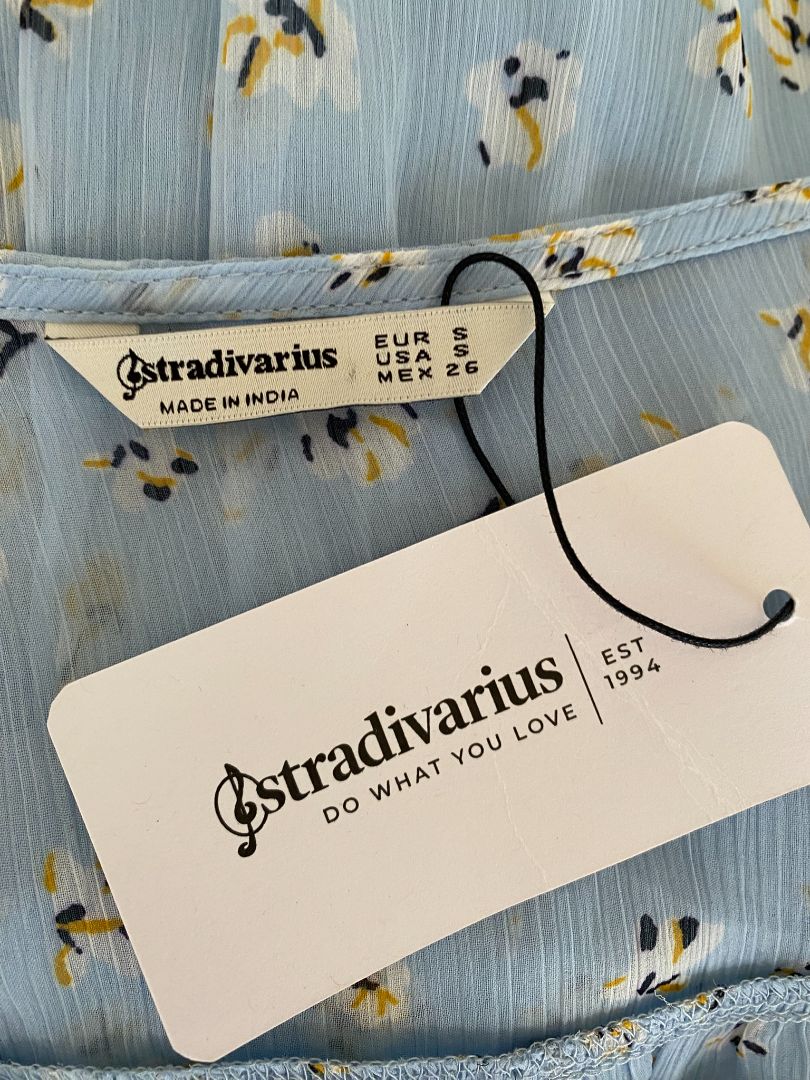 stradivarius
MADE IN INDIA
EUR S
USA S
MEX 26
stradivarius
DO WHAT YOU LOVE
EST
1994